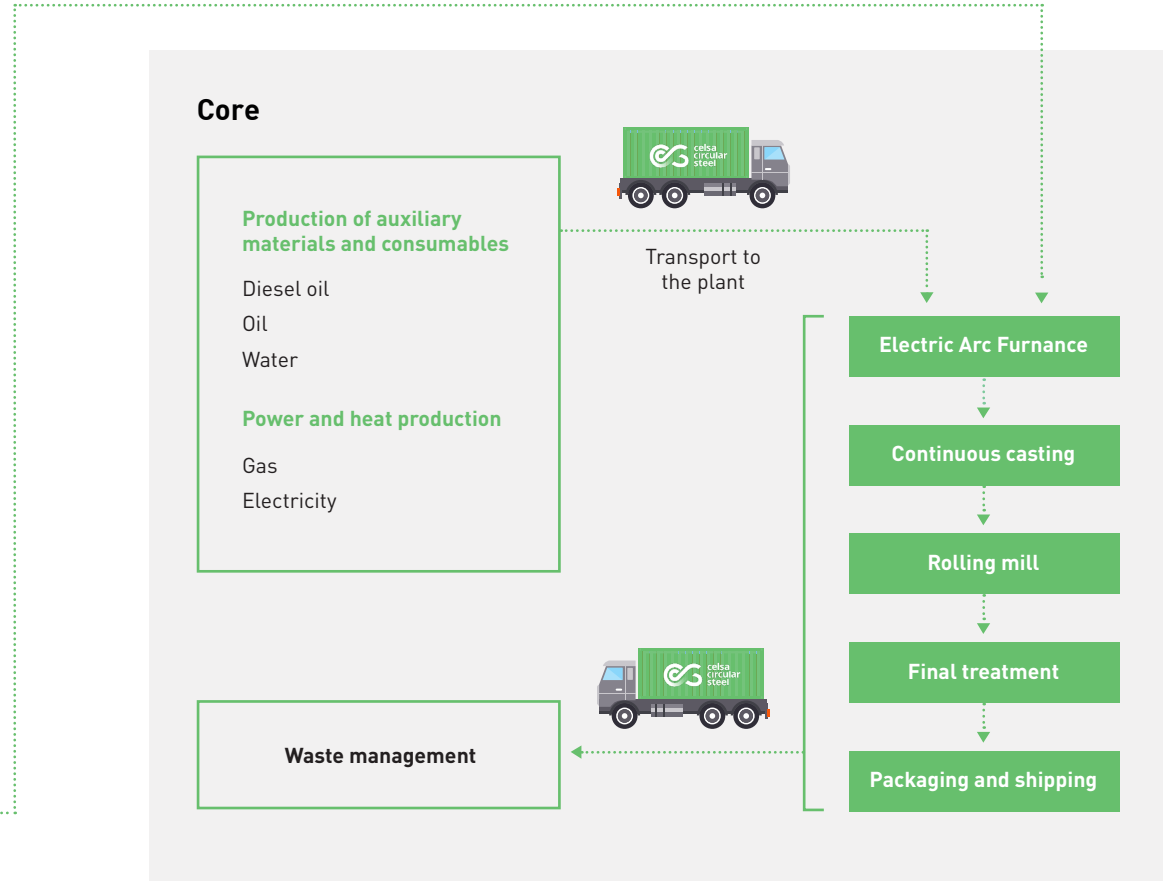 Core
celsa
circular
steel
Production of auxiliary
materials and consumables
Diesel oil
Oil
Water
Power and heat production
Gas
Electricity
Transport to
the plant
Electric Arc Furnance
Continuous casting
Rolling mill
Final treatment
Packaging and shipping
celsa
circular
steel
Waste management